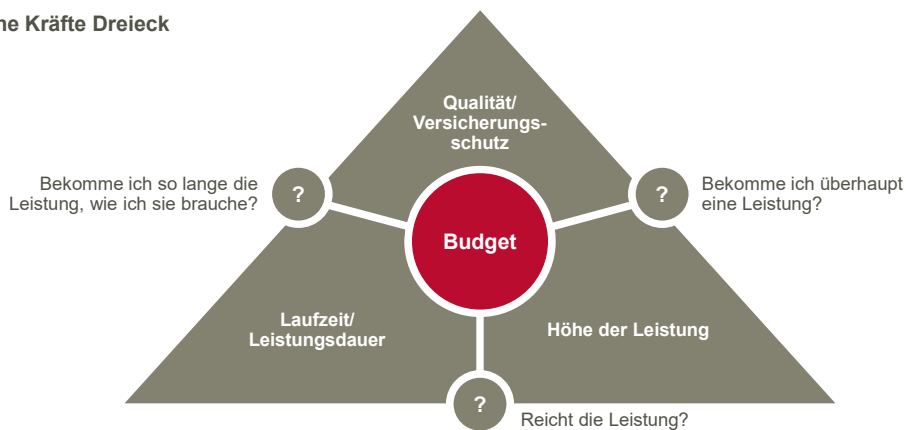 ne Kräfte Dreieck
Qualität/
Versicherungs-
schutz
Bekomme ich so lange die
Leistung, wie ich sie brauche?
?
?
Bekomme ich überhaupt
eine Leistung?
Budget
Laufzeit/
Leistungsdauer
Höhe der Leistung
?
Reicht die Leistung?